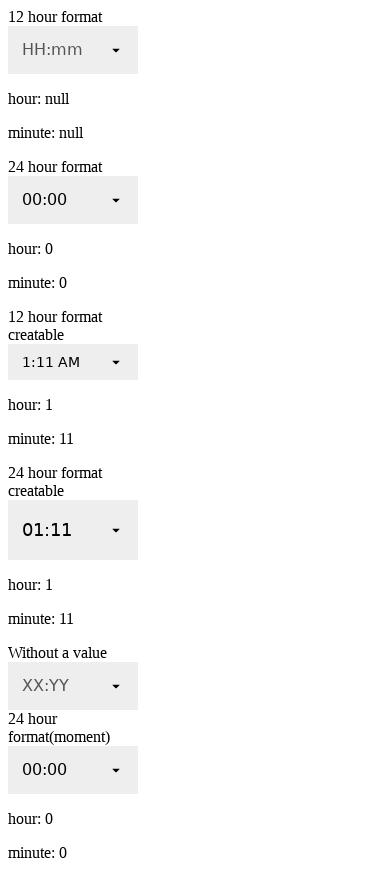 12 hour format
HH:mm
hour: null
minute: null
24 hour format
00:00
hour: 0
minute: 0
12 hour format
creatable
1:11 AM
hour: 1
minute: 11
24 hour format
creatable
01:11
hour: 1
minute: 11
Without a value
XX:YY
24 hour
format(moment)
00:00
hour: 0
minute: 0